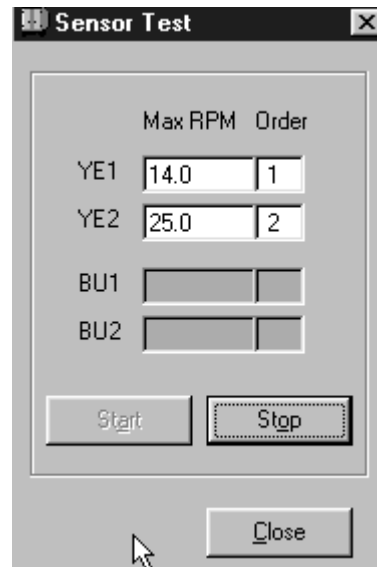 Sensor Test
Max RPM Order
YE1 14.0 1
YE2 25.0 2
BU1
BU2
Start Stop
Close